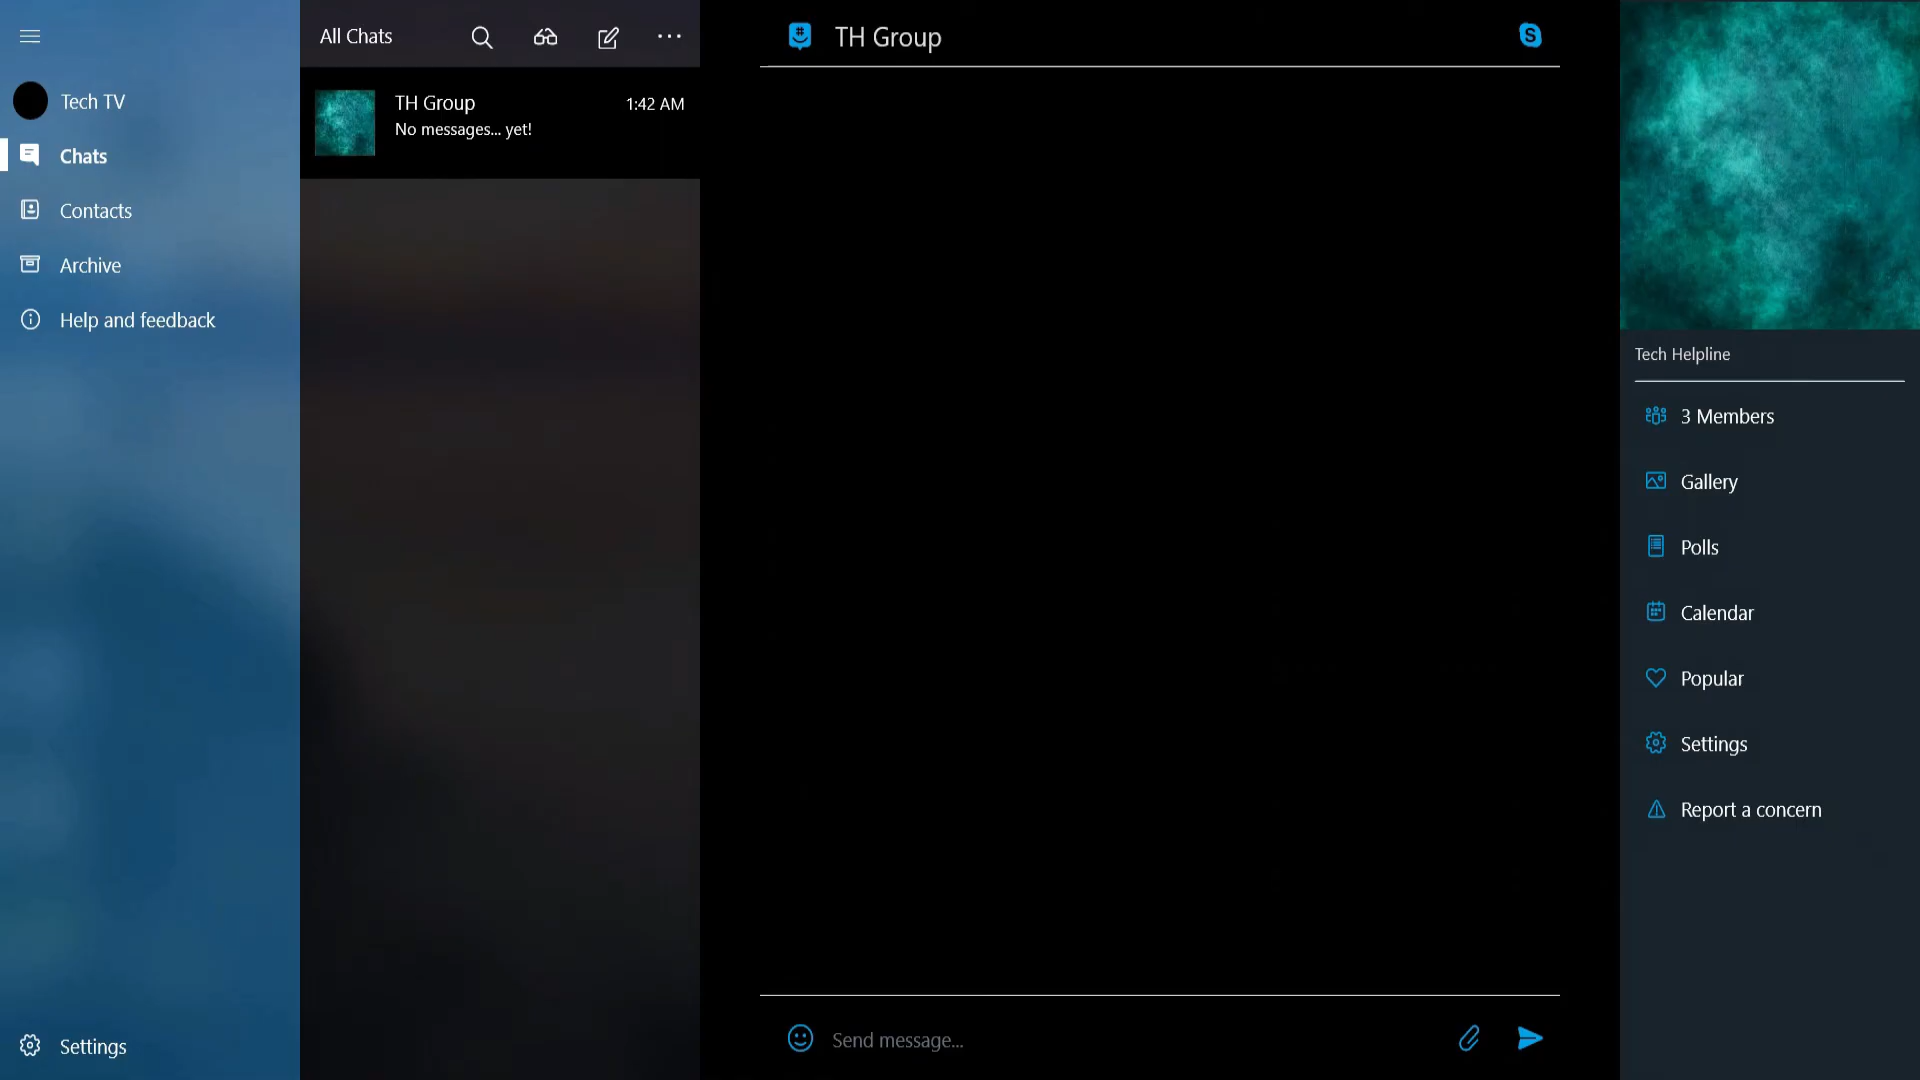 Tech TV
Chats
Contacts
Archive
Help and feedback
Settings
All Chats
TH Group
1:42 AM
No messages... yet!
TH Group
Send message...
Tech Helpline
3 Members
Gallery
Polls
Calendar
Popular
Settings
Report a concern